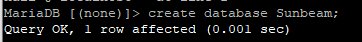 MariaDB [(none)]> create database Sunbeam;
Query OK, 1 row affected (0.001 sec)